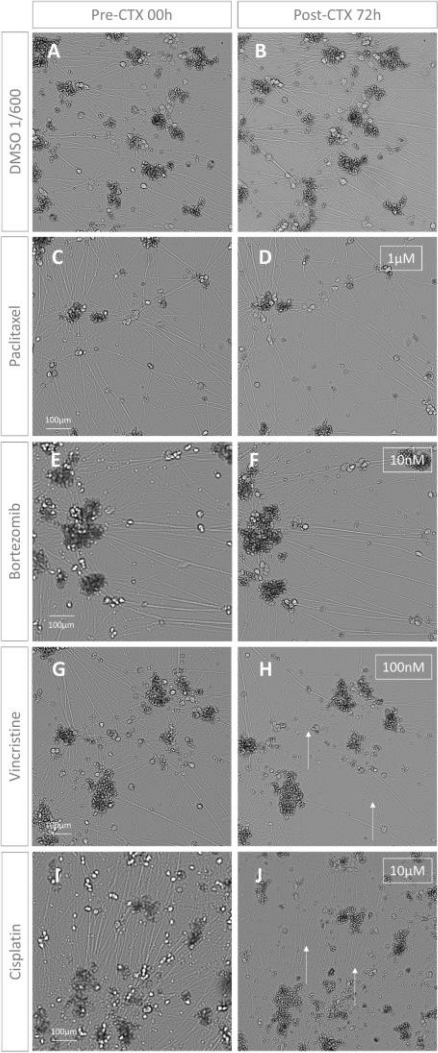 Pre-CTX 00h
Post-CTX 72h
DMSO 1/600
A
B
Paclitaxel
C
D
1µM
100µm
Bortezomib
E
F
10nM
100µm
Vincristine
G
H
100nM
100µm
Cisplatin
I
J
10µM
100µm